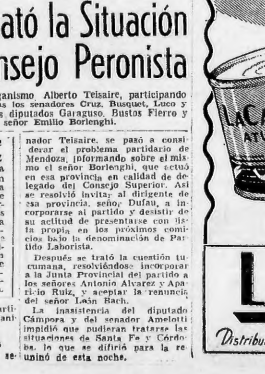 ató la Situación
nsejo Peronista
ganismo Alberto Teisaire, participando
s los senadores Cruz, Busquet, Luco y
s diputados Garaguso, Bustos Fierro y
señor Emilio Borlenghi.
nador Teisaire, se pasó a consi-
derar el problema partidario de
Mendoza, informando sobre el mis-
mo el señor Borlenghi, que actuó
en esa provincia en calidad de de-
legado del Consejo Superior. Así
se resolvió invitar al dirigente de
esa provincia, señor Dufau, a in-
corporarse al partido y desistir de
su actitud de presentarse con lis-
ta propia en los próximos comi-
cios bajo la denominación de Par-
tido Laborista.
Después se trató la cuestión tu-
cumana, resolviéndose incorporar
a la Junta Provincial del partido a
los señores Antonio Alvarez y Apa-
ricio Ruiz, y aceptar la renuncia
del señor León Bach.
La insistencia del diputado
Cámpora y del senador Amelotti
impidió que pudieran tratarse las
situaciones de Santa Fe y Córdo-
ba, lo que se difirió para la re-
uninó de esta noche.
LACA
L
Distribu